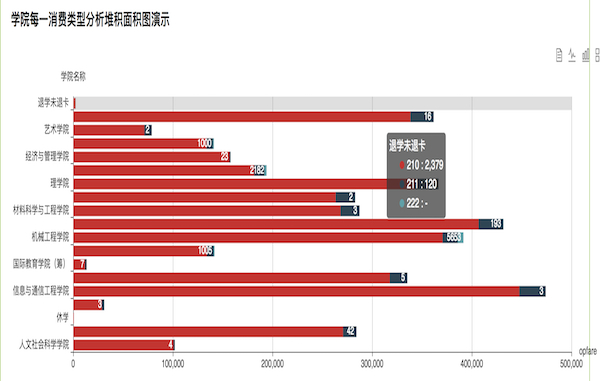 学院每一消费类型分析堆积面积图演示
学院名称
退学未退卡
16
艺术学院
2
1000
经济与管理学院
23
2182
理学院
2
材料科学与工程学院
3
193
机械工程学院
5653
1005
国际教育学院（筹）
7
5
信息与通信工程学院
3
3
休学
42
人文社会科学学院
4
退学未退卡
210 : 2,379
211 : 120
222 : -
0
100,000
200,000
300,000
400,000
500,000
opfare